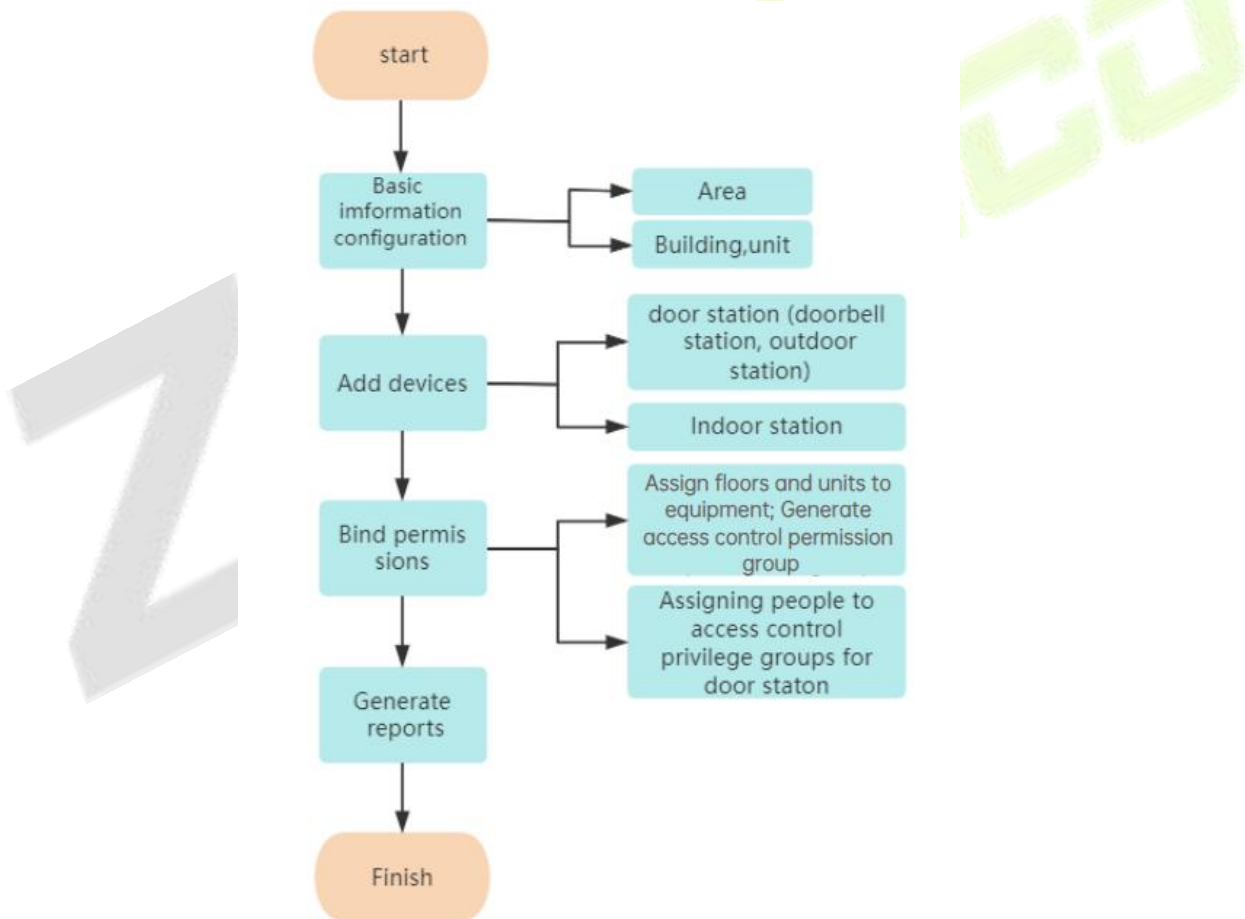 start
Basic
imformation
configuration
Area
Building,unit
Add devices
door station (doorbell
station, outdoor
station)
Indoor station
Bind permis
sions
Assign floors and units to
equipment; Generate
access control permission
group
Assigning people to
access control
privilege groups for
door staton
Generate
reports
Finish